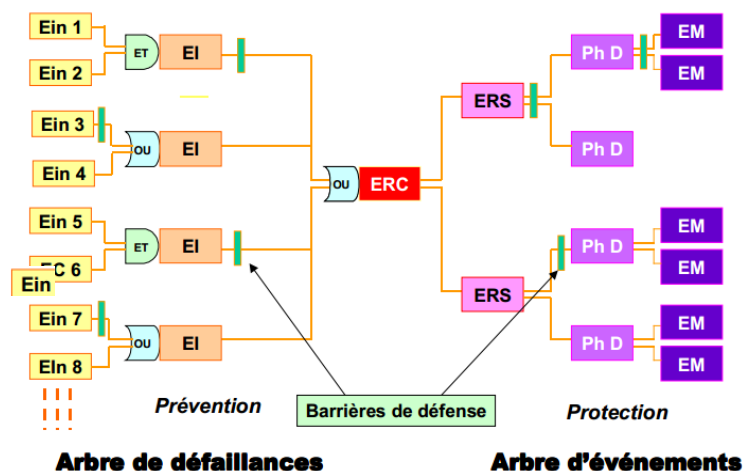 Ein 1
Ein 2
ET
EI
Ein 3
Ein 4
OU
EI
Ein 5
EC 6
Ein
ET
EI
Ein 7
EIn 8
OU
EI
OU
ERC
ERS
ERS
Ph D
EM
EM
Ph D
Ph D
EM
EM
Ph D
EM
EM
Prévention
Barrières de défense
Protection
Arbre de défaillances
Arbre d'événements